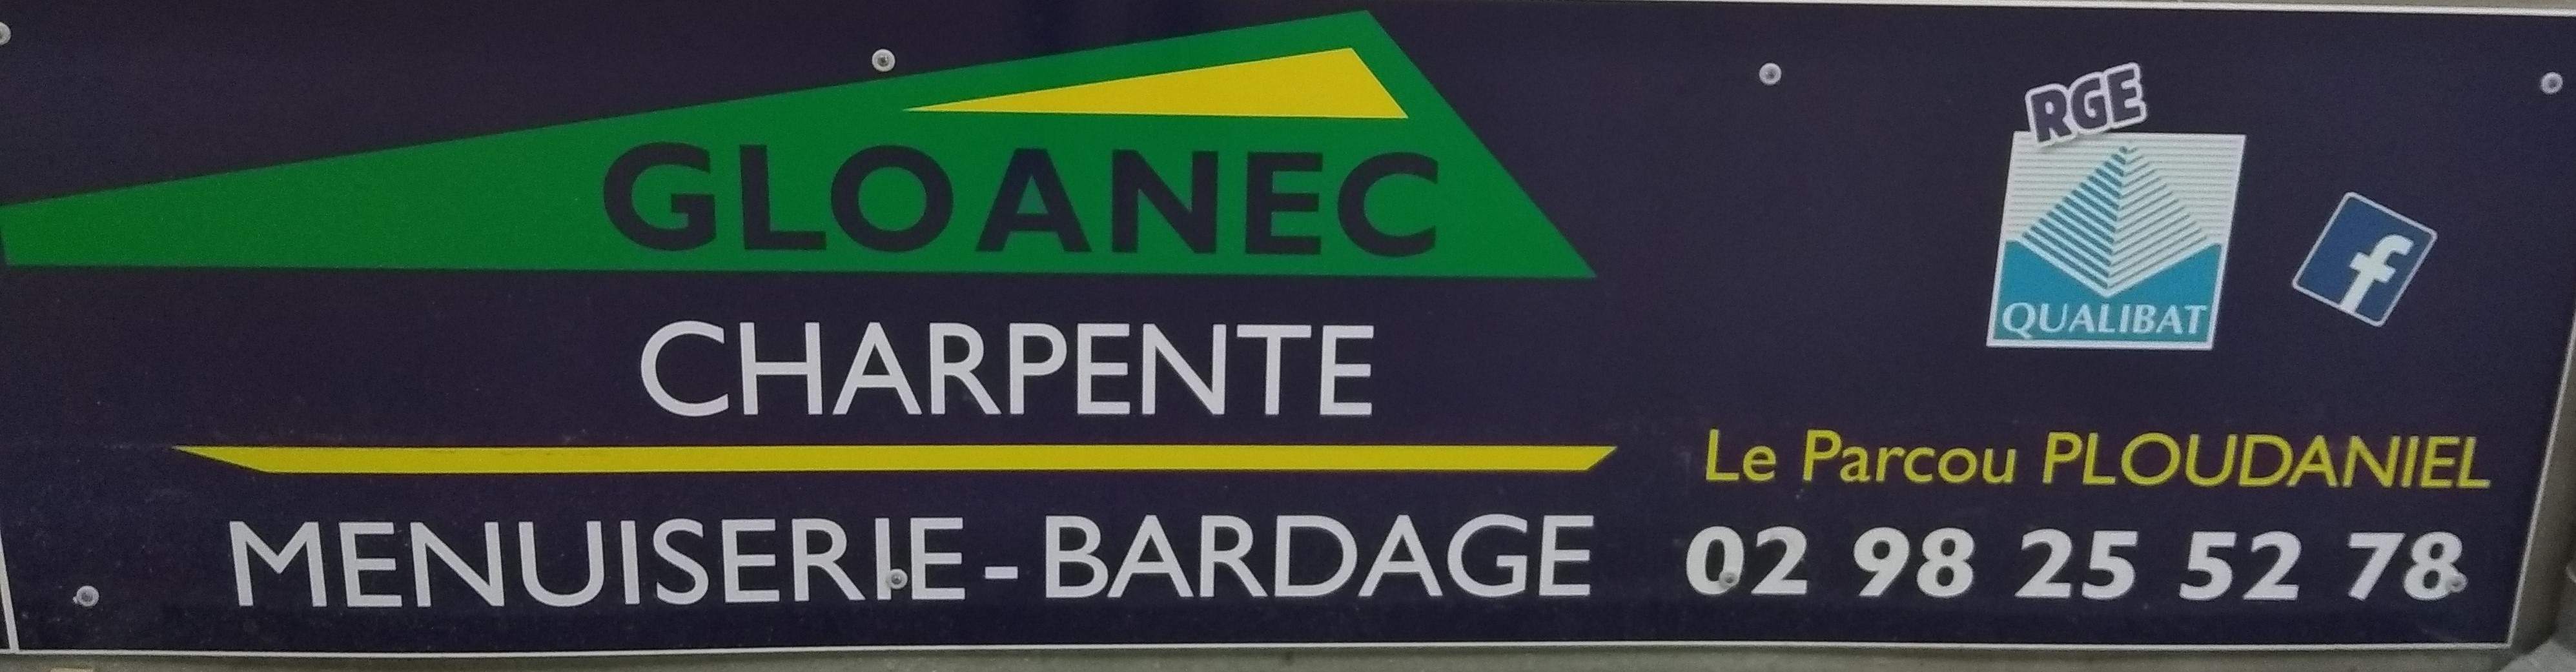 GLOANEC
CHARPENTE
MENUISERIE - BARDAGE
RGE
QUALIBAT
f
Le Parcou PLOUDANIEL
02 98 25 52 78